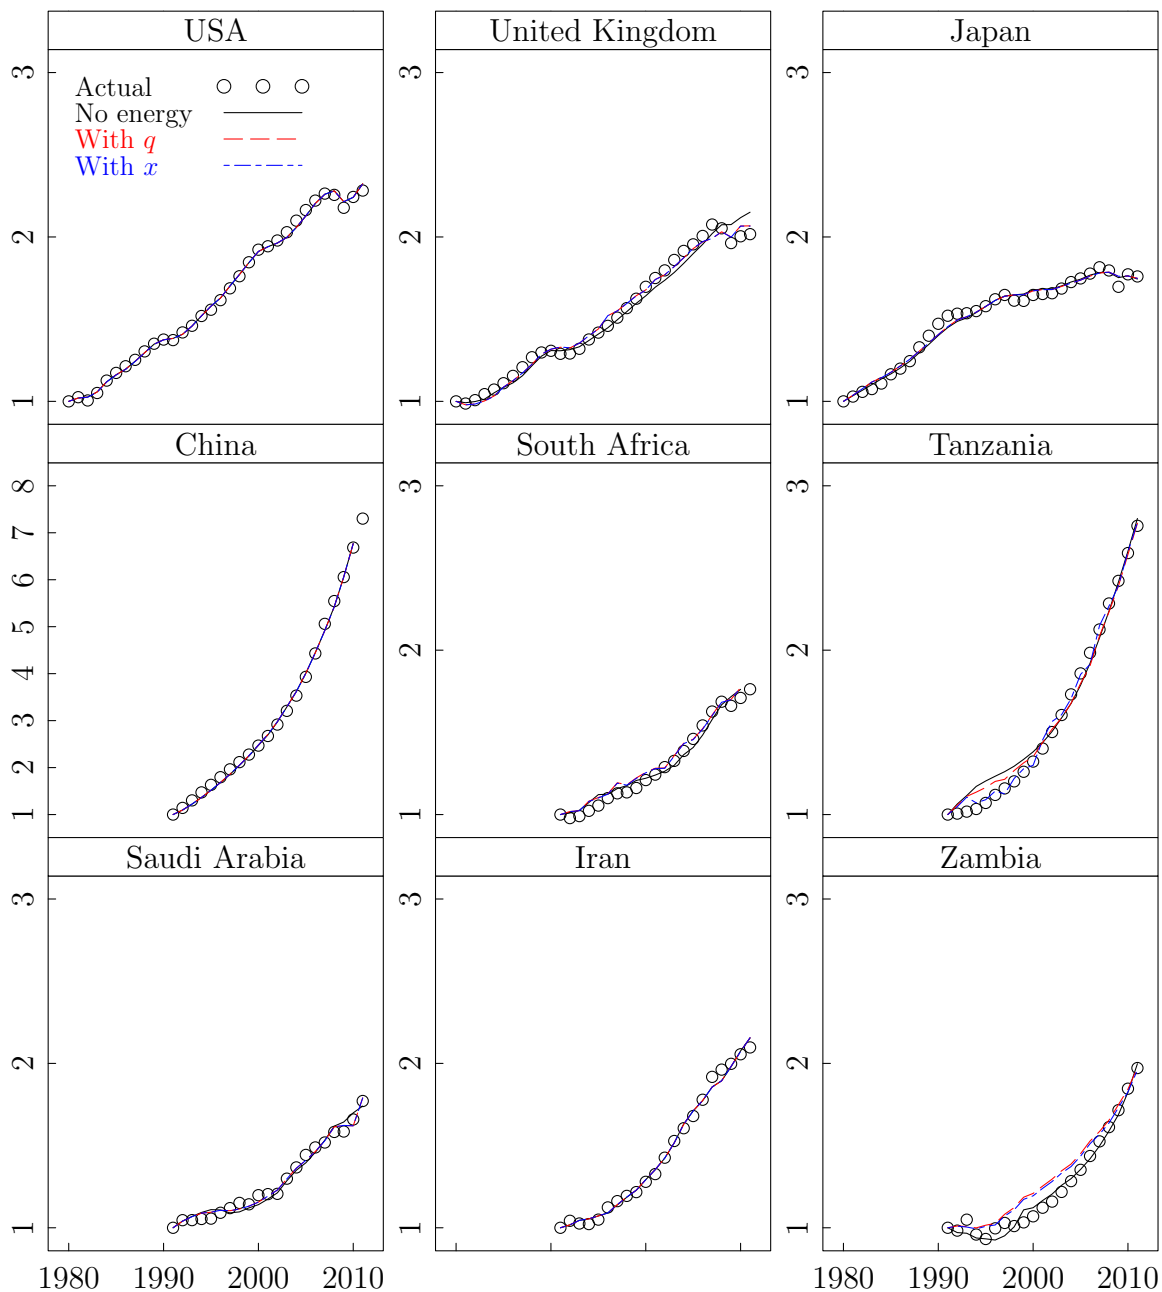 USA
United Kingdom
Japan
3
2
1
Actual
No energy
With q
With x
3
2
1
3
2
1
China
South Africa
Tanzania
8
7
6
5
4
3
2
1
3
2
1
3
2
1
Saudi Arabia
Iran
Zambia
3
2
1
3
2
1
3
2
1
1980 1990 2000 2010
1980 1990 2000 2010